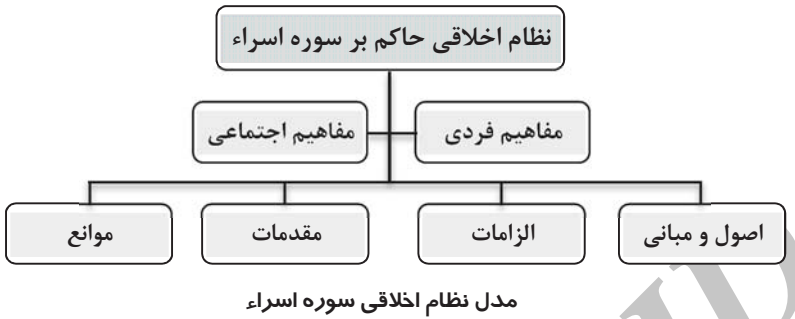 نظام اخلاقی حاکم بر سوره اسراء
مفاهیم فردی
مفاهیم اجتماعی
اصول و مبانی
الزامات
مقدمات
موانع
مدل نظام اخلاقی سوره اسراء